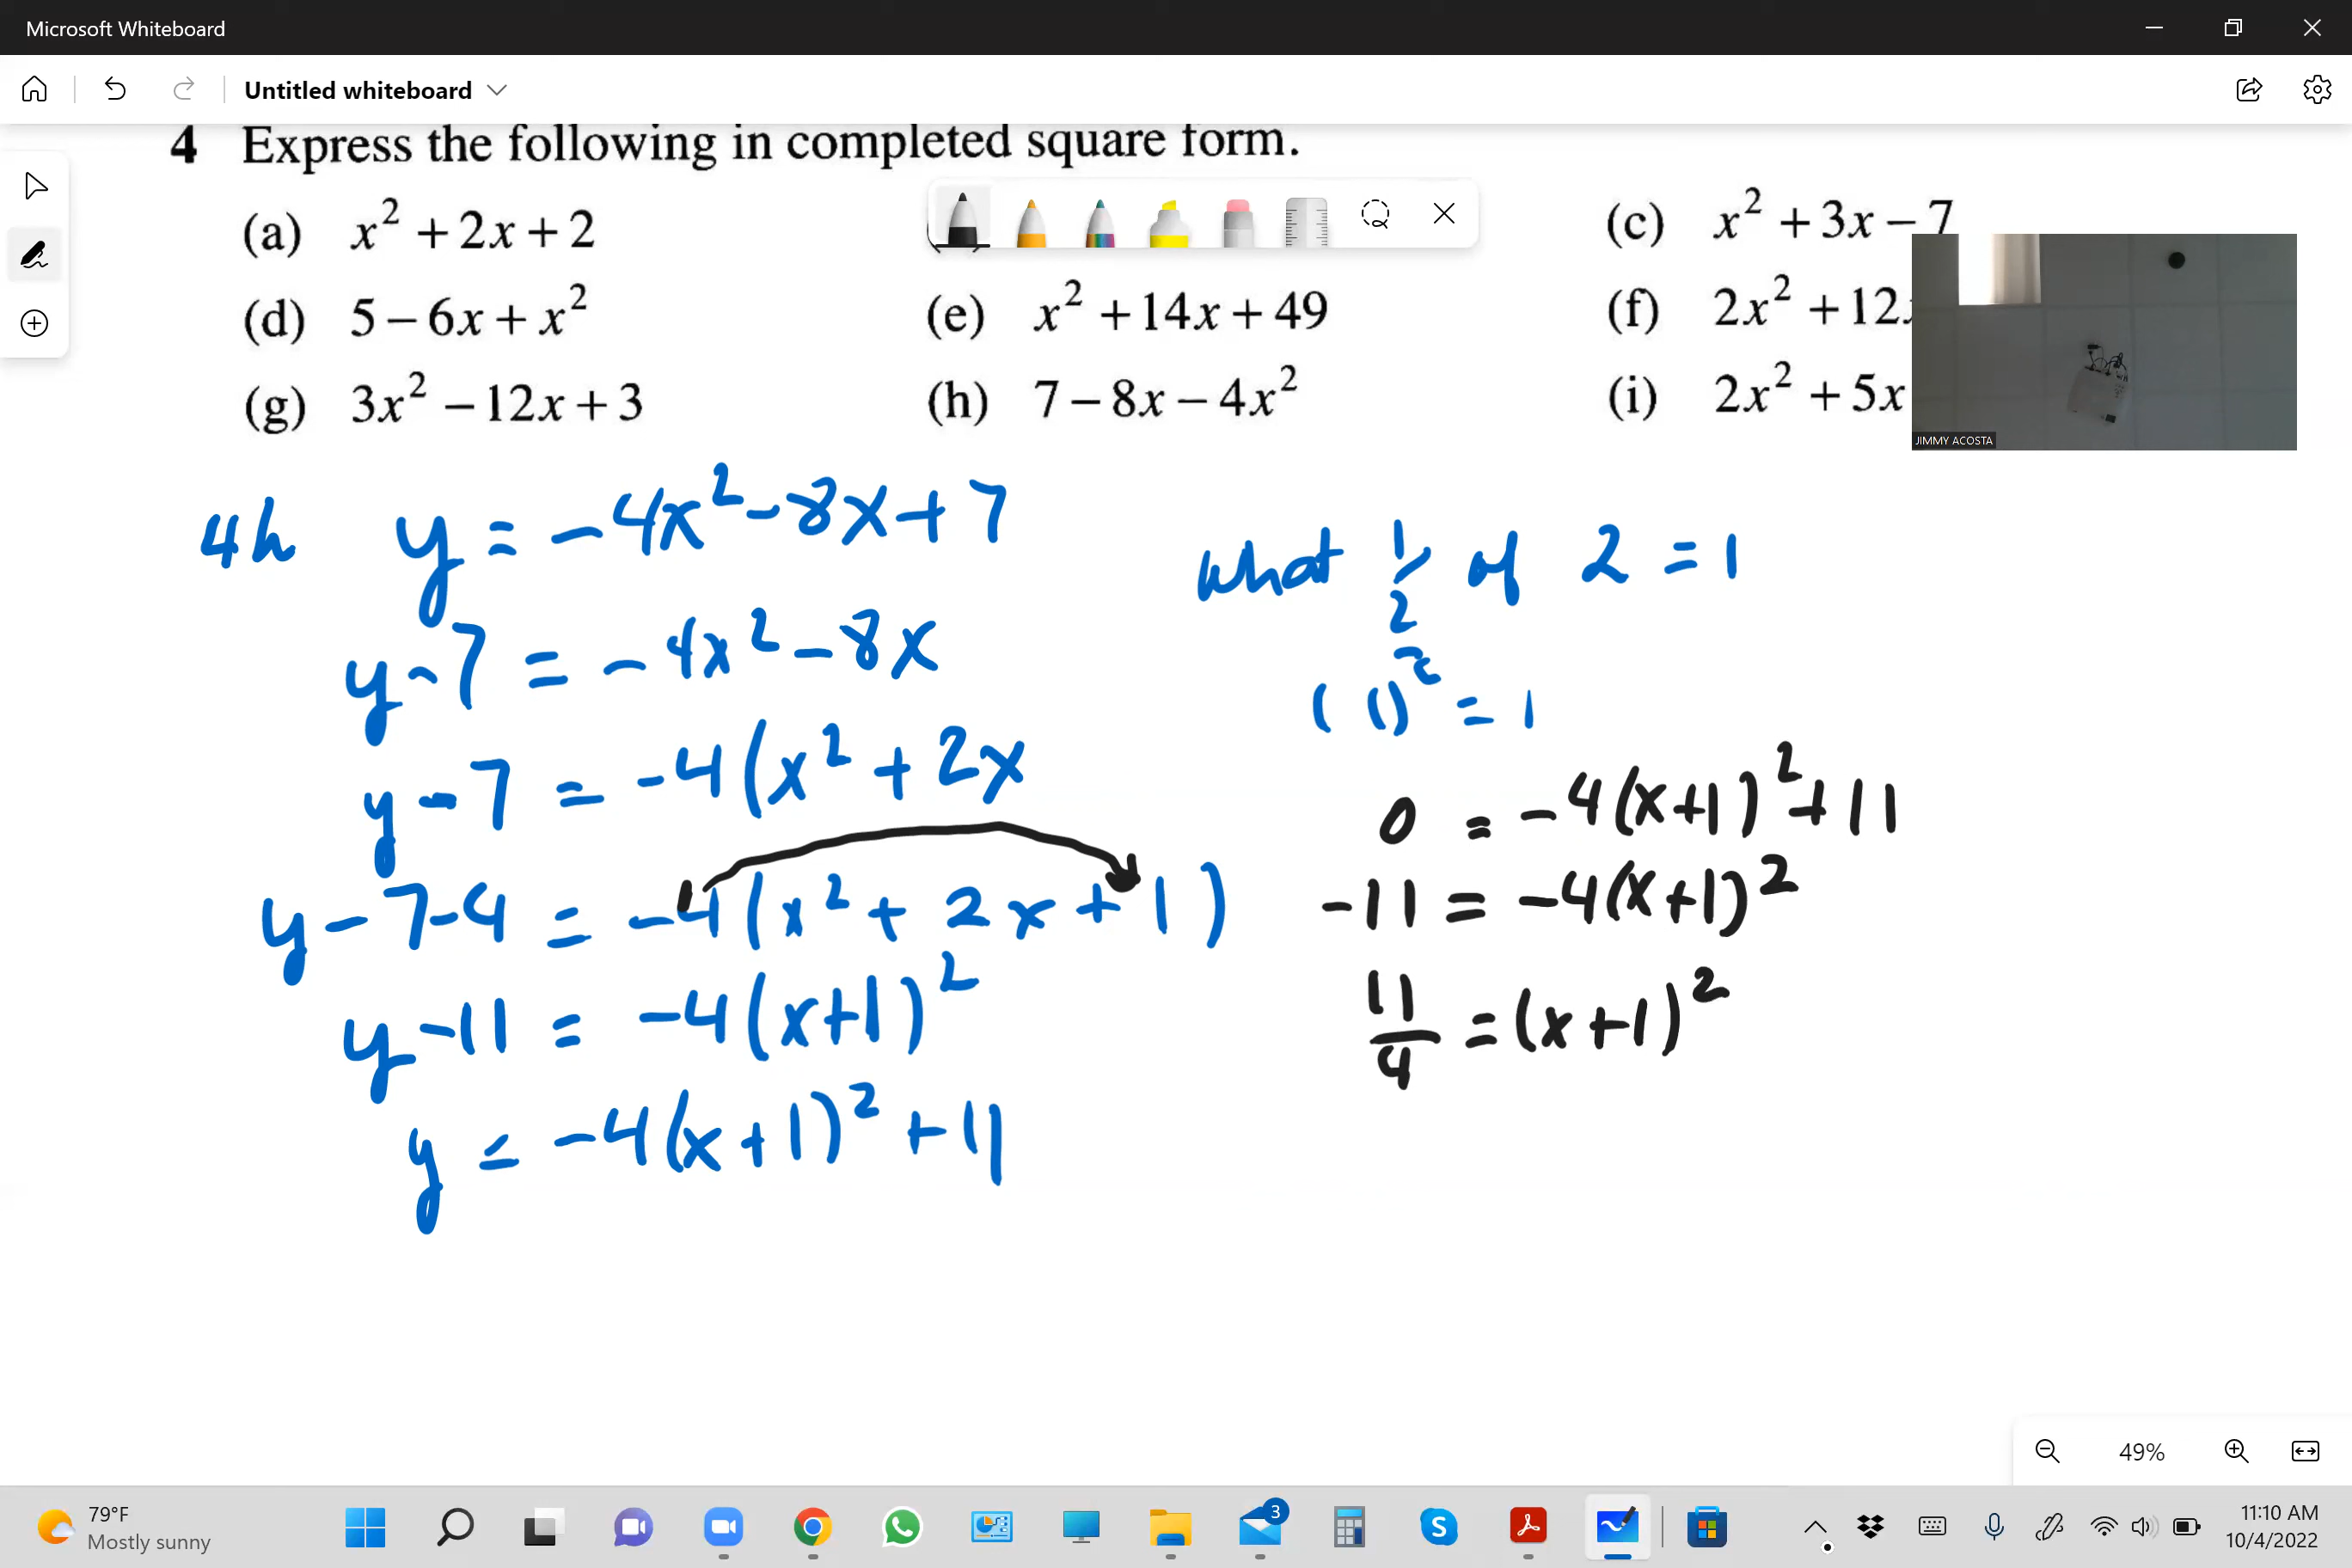 Microsoft Whiteboard
Untitled whiteboard
4 Express the following in completed square form.
(a) x² + 2x + 2
(c) x² + 3x − 7
(d) 5 − 6x + x²
(e) x² + 14x + 49
(f) 2x² + 12
(g) 3x² − 12x + 3
(h) 7 − 8x − 4x²
(i) 2x² + 5x
JIMMY ACOSTA
4h y = -4x² - 8x + 7
y - 7 = -4x² - 8x
y - 7 = -4(x² + 2x
y - 7 - 4 = -4(x² + 2x + 1)
y - 11 = -4(x+1)²
y = -4(x+1)² + 11
what 1/2 of 2 = 1
(1)² = 1
0 = -4(x+1)² + 11
-11 = -4(x+1)²
11/4 = (x+1)²
49%
79°F
Mostly sunny
3
11:10 AM
10/4/2022